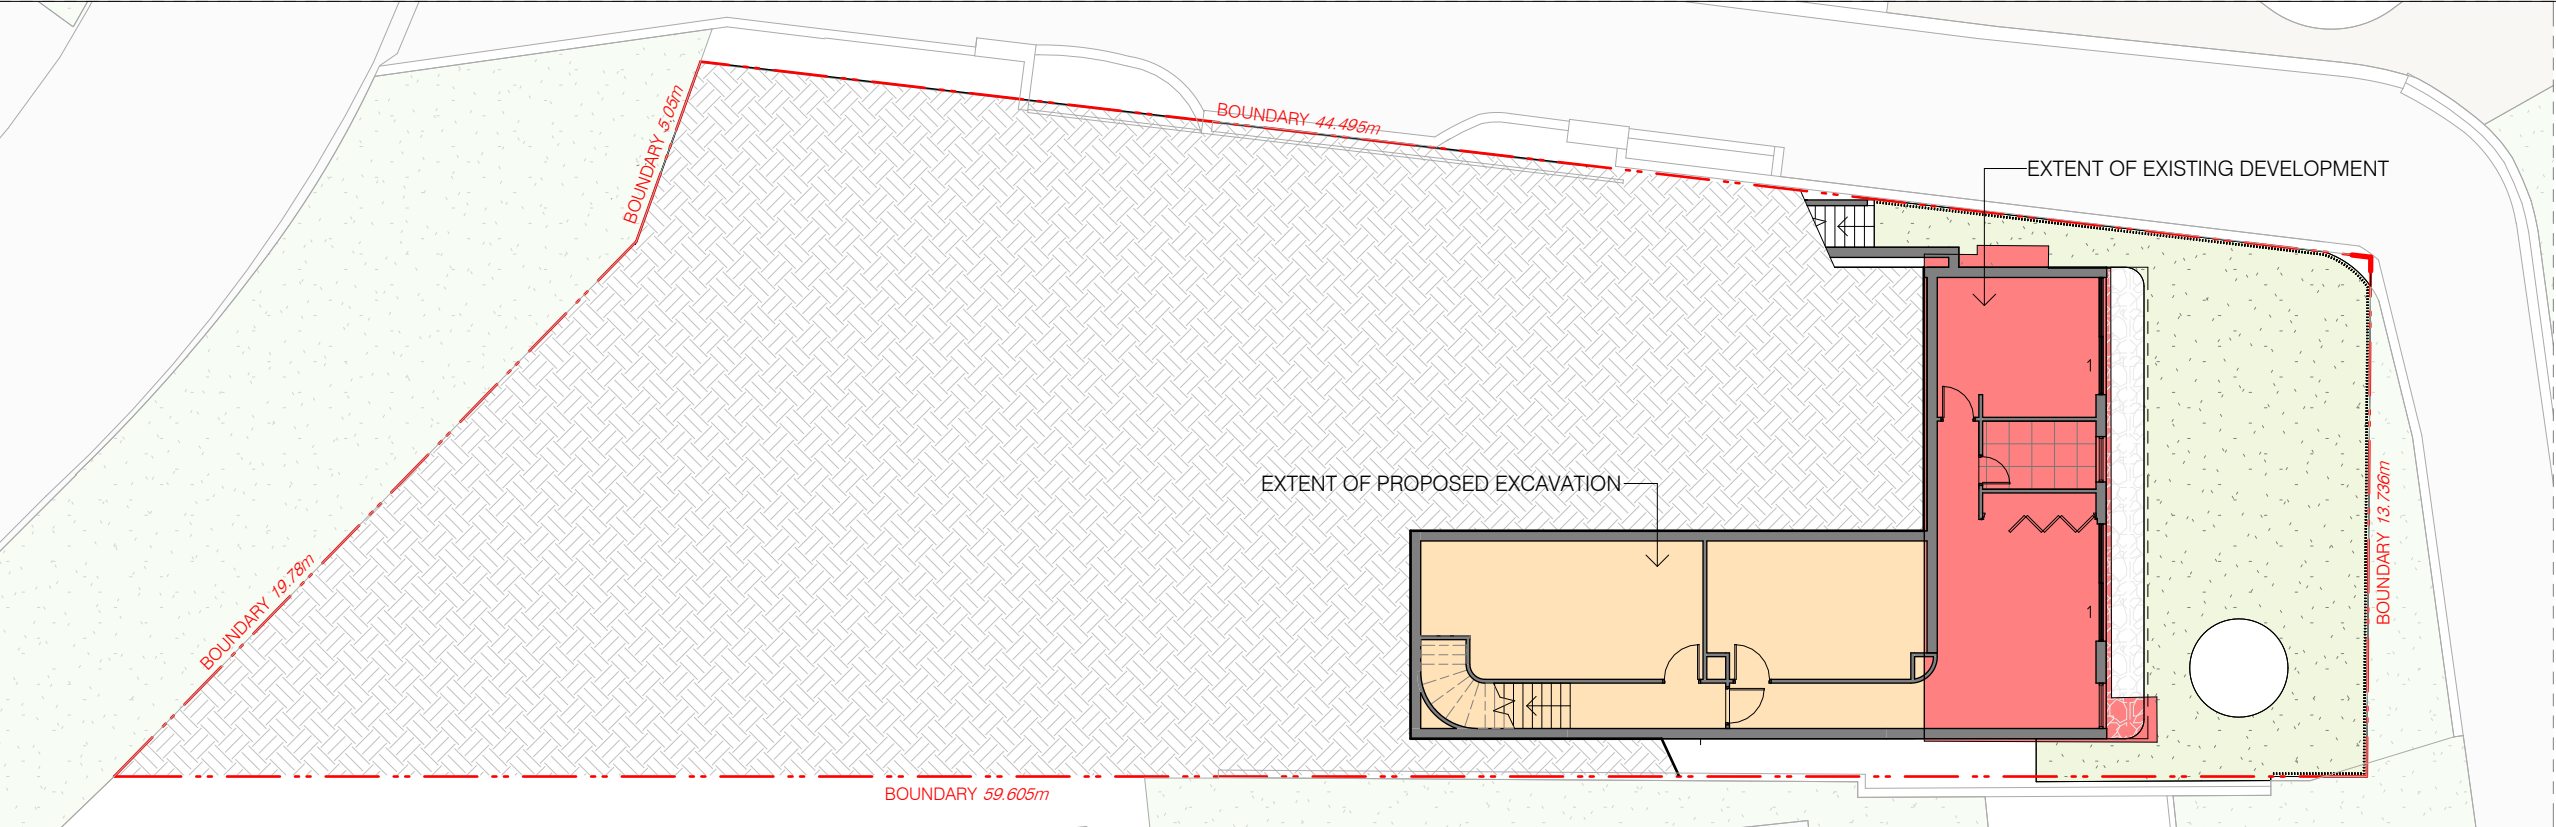 BOUNDARY 5.05m
BOUNDARY 44.495m
EXTENT OF EXISTING DEVELOPMENT
1
EXTENT OF PROPOSED EXCAVATION
BOUNDARY 13.736m
BOUNDARY 19.78m
1
BOUNDARY 59.605m